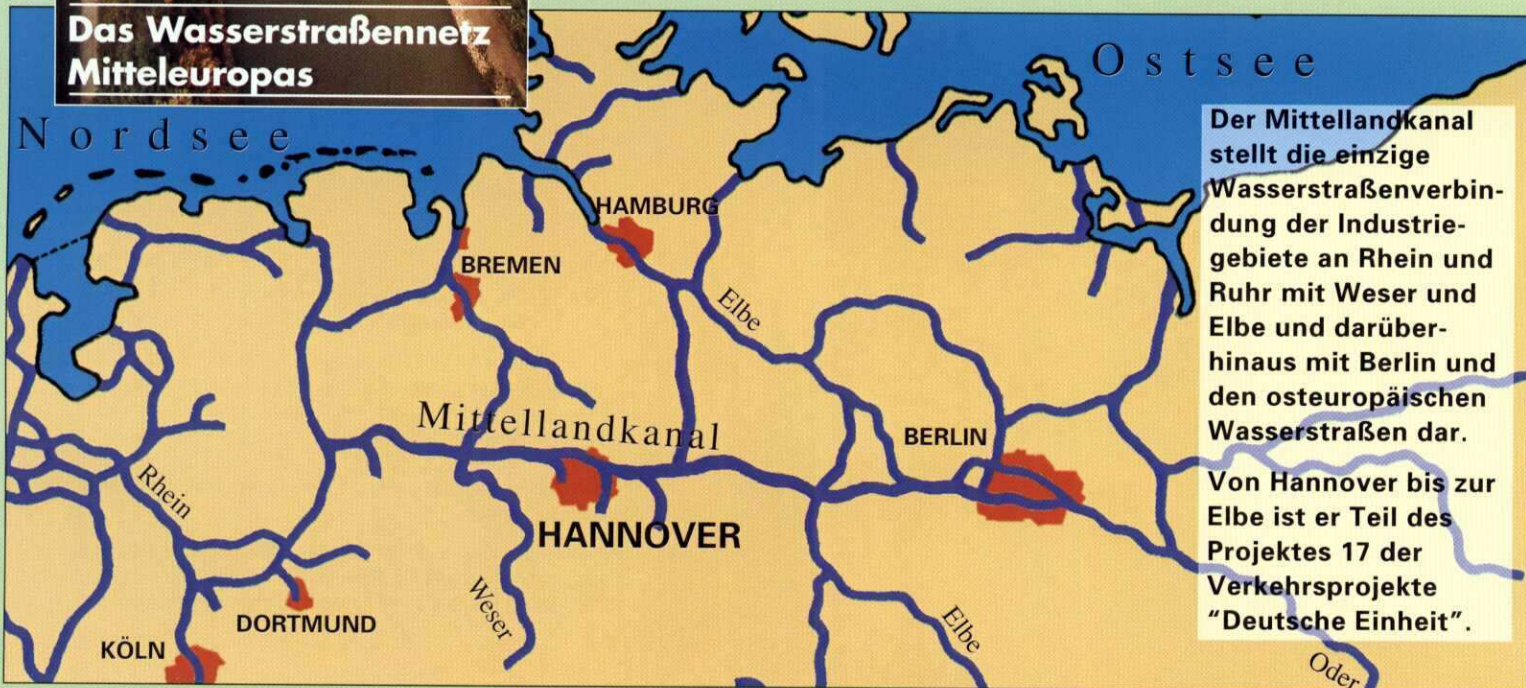 Das Wasserstraßennetz
Mitteleuropas
Nordsee
Ostsee
HAMBURG
BREMEN
Elbe
Mittellandkanal
BERLIN
Rhein
HANNOVER
Weser
DORTMUND
KÖLN
Elbe
Oder
Der Mittellandkanal
stellt die einzige
Wasserstraßenverbin-
dung der Industrie-
gebiete an Rhein und
Ruhr mit Weser und
Elbe und darüber-
hinaus mit Berlin und
den osteuropäischen
Wasserstraßen dar.
Von Hannover bis zur
Elbe ist er Teil des
Projektes 17 der
Verkehrsprojekte
“Deutsche Einheit”.